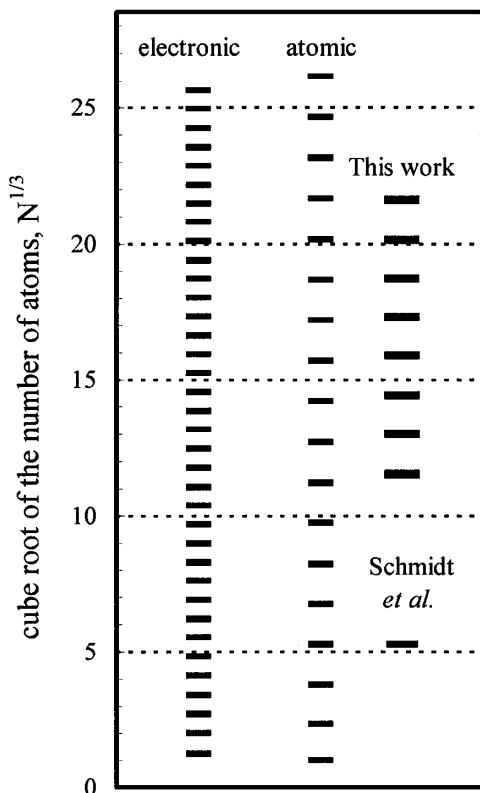 electronic atomic
25
This work
20
15
10
Schmidt
et al.
5
0
cube root of the number of atoms, N^1/3